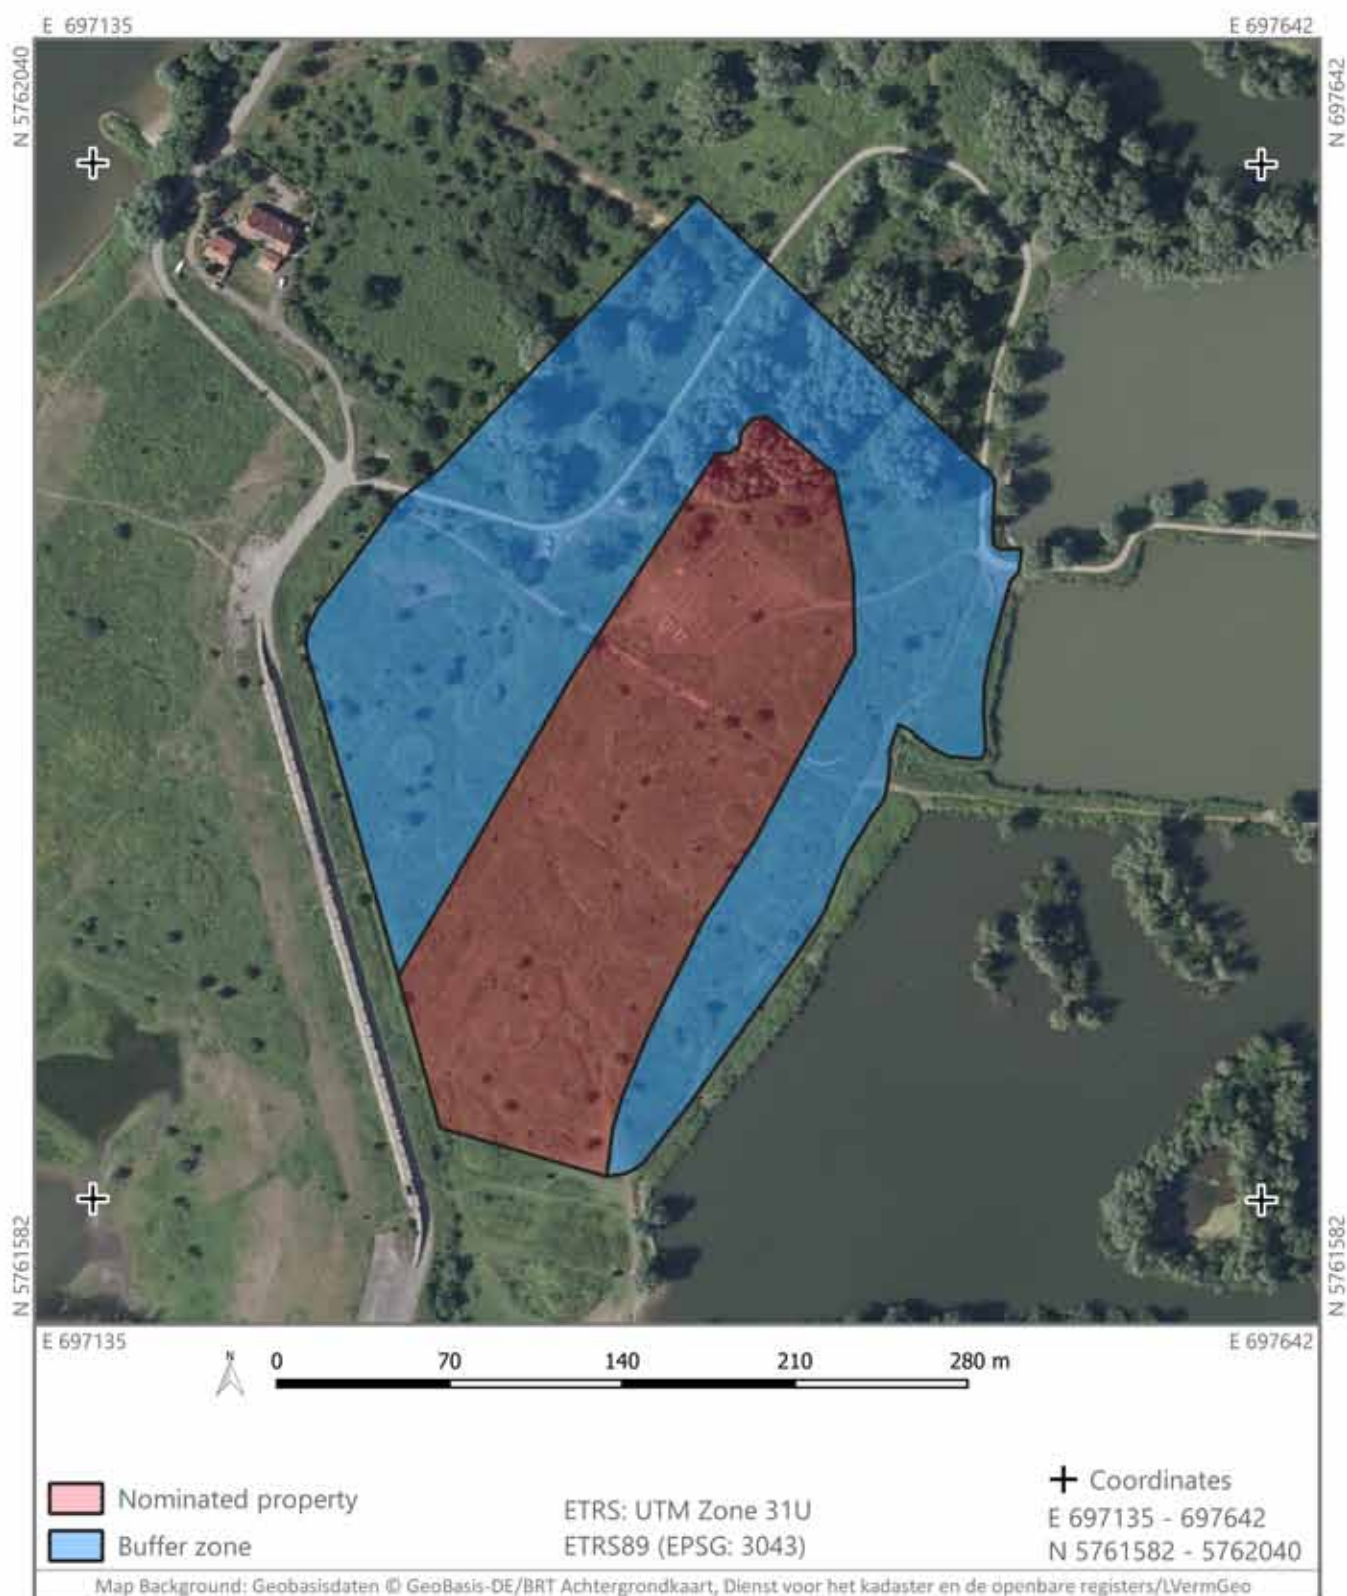 E 697135
E 697642
N 5762040
N 697642
N 5761582
N 5761582
E 697135
E 697642
N
0 70 140 210 280 m
Nominated property
Buffer zone
ETRS: UTM Zone 31U
ETRS89 (EPSG: 3043)
Coordinates
E 697135 - 697642
N 5761582 - 5762040
Map Background: Geobasisdaten © GeoBasis-DE/BRT Achtergrondkaart, Dienst voor het kadaster en de openbare registers/LVermGeo